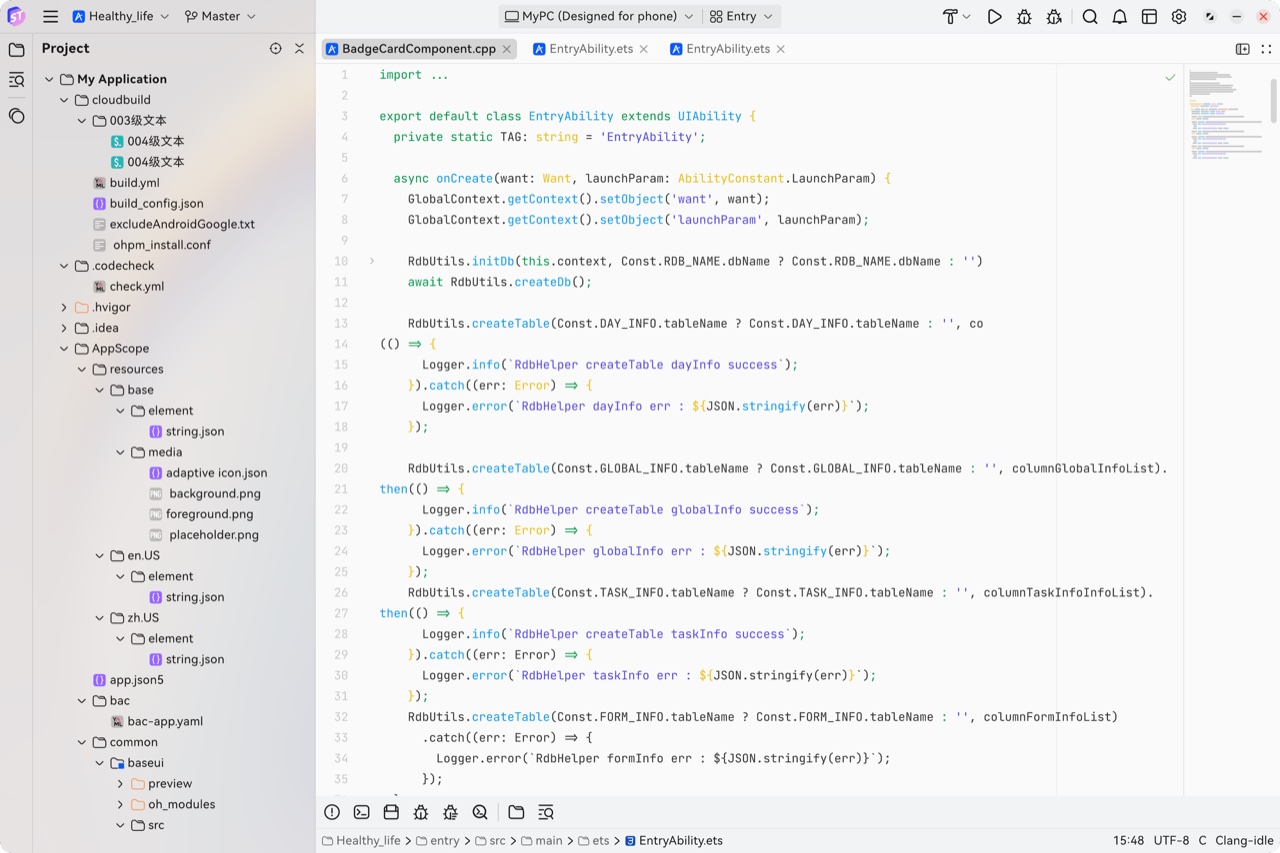 Healthy_life
Master
MyPC (Designed for phone)
Entry
Project
BadgeCardComponent.cpp
EntryAbility.ets
EntryAbility.ets
My Application
cloudbuild
003级文本
004级文本
004级文本
build.yml
build_config.json
excludeAndroidGoogle.txt
ohpm_install.conf
.codecheck
check.yml
.hvigor
.idea
AppScope
resources
base
element
string.json
media
adaptive icon.json
background.png
foreground.png
placeholder.png
en.US
element
string.json
zh.US
element
string.json
app.json5
bac
bac-app.yaml
common
baseui
preview
oh_modules
src
1 import ...
2
3 export default class EntryAbility extends UIAbility {
4 private static TAG: string = 'EntryAbility';
5
6 async onCreate(want: Want, launchParam: AbilityConstant.LaunchParam) {
7 GlobalContext.getContext().setObject('want', want);
8 GlobalContext.getContext().setObject('launchParam', launchParam);
9
10 RdbUtils.initDb(this.context, Const.RDB_NAME.dbName ? Const.RDB_NAME.dbName : '')
11 await RdbUtils.createDb();
12
13 RdbUtils.createTable(Const.DAY_INFO.tableName ? Const.DAY_INFO.tableName : '', co
14 (() => {
15 Logger.info(`RdbHelper createTable dayInfo success`);
16 }).catch((err: Error) => {
17 Logger.error(`RdbHelper dayInfo err : ${JSON.stringify(err)}`);
18 });
19
20 RdbUtils.createTable(Const.GLOBAL_INFO.tableName ? Const.GLOBAL_INFO.tableName : '', columnGlobalInfoList).
21 then(() => {
22 Logger.info(`RdbHelper createTable globalInfo success`);
23 }).catch((err: Error) => {
24 Logger.error(`RdbHelper globalInfo err : ${JSON.stringify(err)}`);
25 });
26 RdbUtils.createTable(Const.TASK_INFO.tableName ? Const.TASK_INFO.tableName : '', columnTaskInfoInfoList).
27 then(() => {
28 Logger.info(`RdbHelper createTable taskInfo success`);
29 }).catch((err: Error) => {
30 Logger.error(`RdbHelper taskInfo err : ${JSON.stringify(err)}`);
31 });
32 RdbUtils.createTable(Const.FORM_INFO.tableName ? Const.FORM_INFO.tableName : '', columnFormInfoList)
33 .catch((err: Error) => {
34 Logger.error(`RdbHelper formInfo err : ${JSON.stringify(err)}`);
35 });
Healthy_life > entry > src > main > ets > EntryAbility.ets
15:48 UTF-8 C Clang-idle